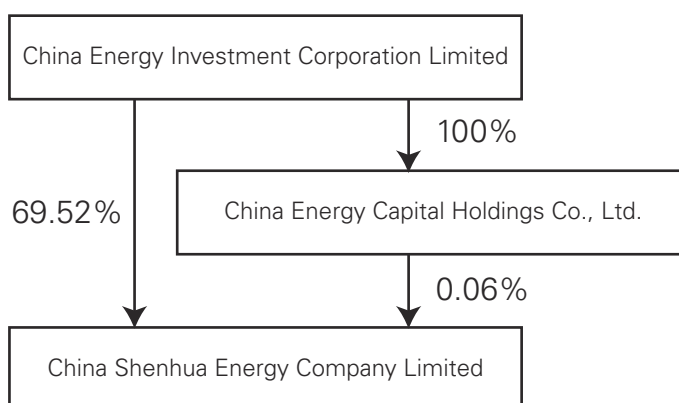 China Energy Investment Corporation Limited
100%
69.52%
China Energy Capital Holdings Co., Ltd.
0.06%
China Shenhua Energy Company Limited